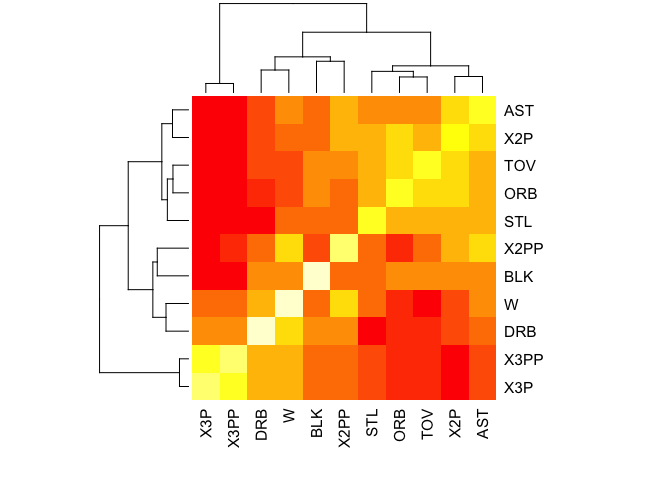 AST
X2P
TOV
ORB
STL
X2PP
BLK
W
DRB
X3PP
X3P
X3P X3PP DRB W BLK X2PP STL ORB TOV X2P AST